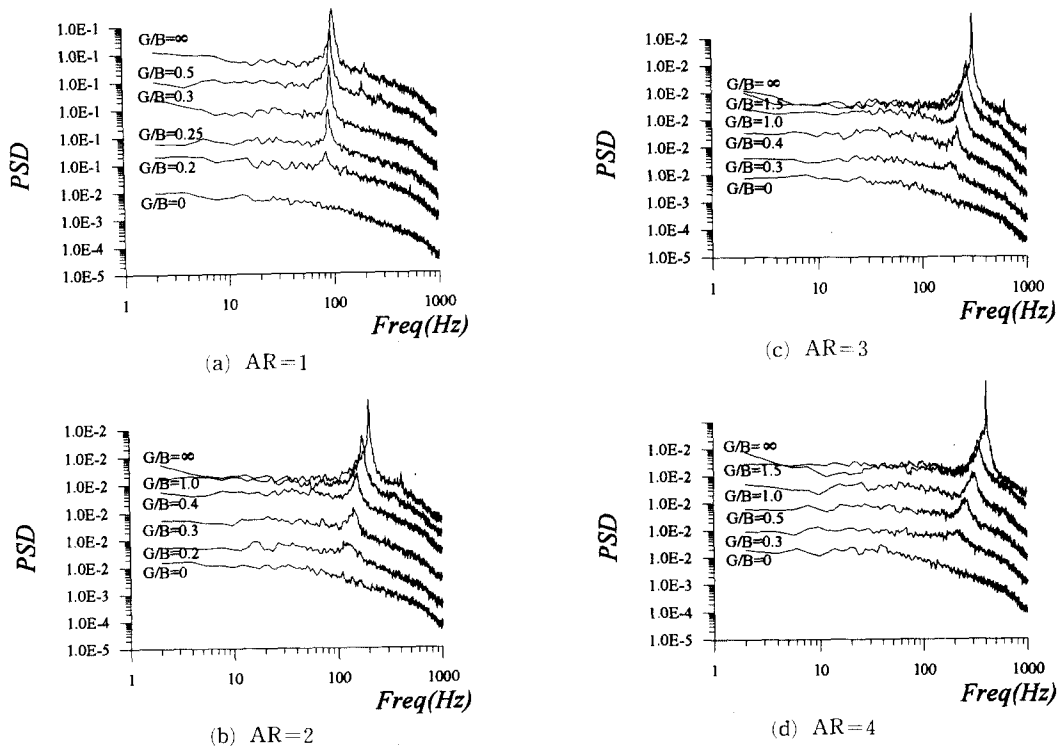 1.0E-1
1.0E-1
1.0E-1
1.0E-1
1.0E-1
1.0E-1
1.0E-2
1.0E-3
1.0E-4
1.0E-5
PSD
G/B=∞
G/B=0.5
G/B=0.3
G/B=0.25
G/B=0.2
G/B=0
1 10 100 1000
Freq(Hz)
(a) AR=1
1.0E-2
1.0E-2
1.0E-2
1.0E-2
1.0E-2
1.0E-2
1.0E-3
1.0E-4
1.0E-5
PSD
G/B=∞
G/B=1.0
G/B=0.4
G/B=0.3
G/B=0.2
G/B=0
1 10 100 1000
Freq(Hz)
(b) AR=2
1.0E-2
1.0E-2
1.0E-2
1.0E-2
1.0E-2
1.0E-2
1.0E-3
1.0E-4
1.0E-5
PSD
G/B=∞
G/B=1.5
G/B=1.0
G/B=0.4
G/B=0.3
G/B=0
1 10 100 1000
Freq(Hz)
(c) AR=3
1.0E-2
1.0E-2
1.0E-2
1.0E-2
1.0E-2
1.0E-2
1.0E-3
1.0E-4
1.0E-5
PSD
G/B=∞
G/B=1.5
G/B=1.0
G/B=0.5
G/B=0.3
G/B=0
1 10 100 1000
Freq(Hz)
(d) AR=4